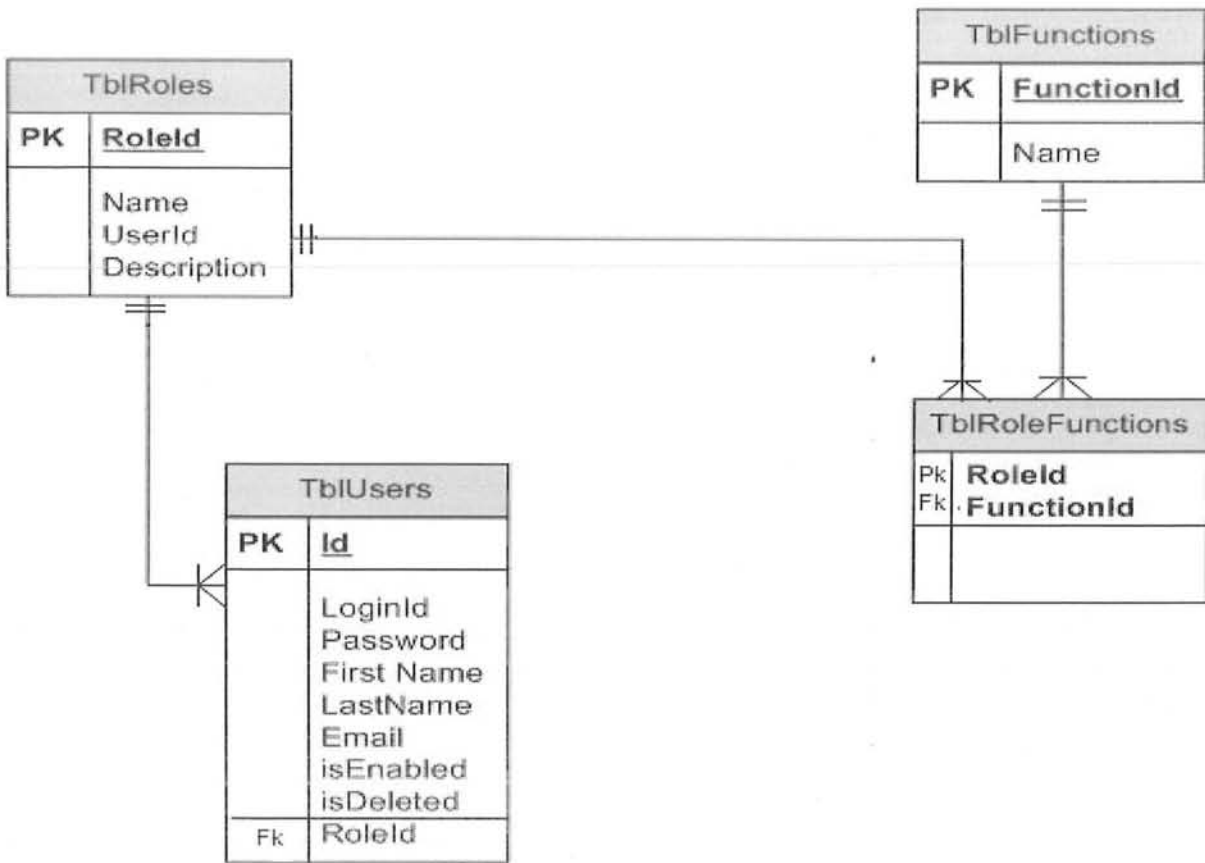 TblRoles
PK RoleId
Name
UserId
Description
TblFunctions
PK FunctionId
Name
TblRoleFunctions
Pk RoleId
Fk FunctionId
TblUsers
PK Id
LoginId
Password
First Name
LastName
Email
isEnabled
isDeleted
Fk RoleId